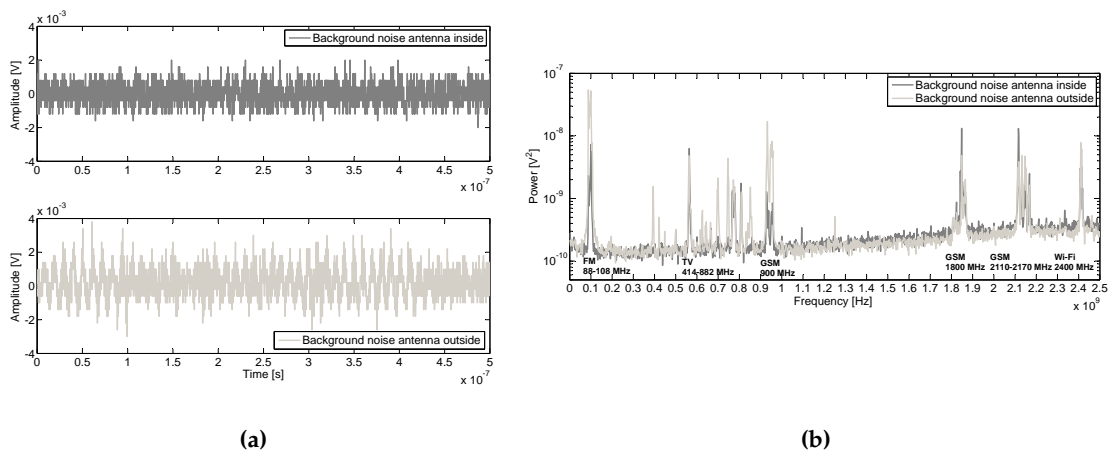 x 10⁻³
4
2
0
-2
-4
Amplitude [V]
Background noise antenna inside
0 0.5 1 1.5 2 2.5 3 3.5 4 4.5 5
x 10⁻⁷
x 10⁻³
4
2
0
-2
-4
Amplitude [V]
Background noise antenna outside
0 0.5 1 1.5 2 2.5 3 3.5 4 4.5 5
Time [s]
x 10⁻⁷
(a)
10⁻⁷
10⁻⁸
10⁻⁹
10⁻¹⁰
Power [V²]
Background noise antenna inside
Background noise antenna outside
FM
88-108 MHz
TV
414-882 MHz
GSM
900 MHz
GSM
1800 MHz
GSM
2110-2170 MHz
Wi-Fi
2400 MHz
0 0.1 0.2 0.3 0.4 0.5 0.6 0.7 0.8 0.9 1 1.1 1.2 1.3 1.4 1.5 1.6 1.7 1.8 1.9 2 2.1 2.2 2.3 2.4 2.5
Frequency [Hz]
x 10⁹
(b)